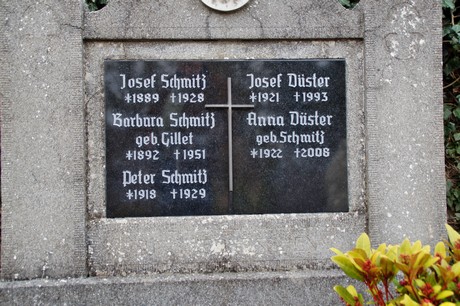 Josef Schmitz
*1889 †1928
Barbara Schmitz
geb. Gillet
*1892 †1951
Peter Schmitz
*1918 †1929
Josef Düster
*1921 †1993
Anna Düster
geb. Schmitz
*1922 †2008